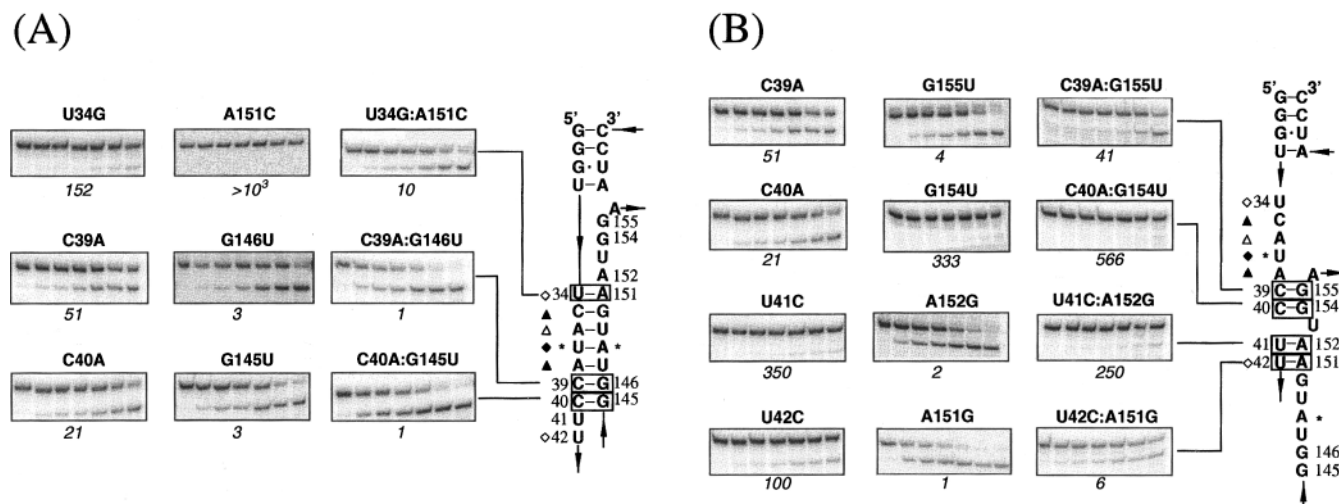 (A)
U34G A151C U34G:A151C
152 >10³ 10
C39A G146U C39A:G146U
51 3 1
C40A G145U C40A:G145U
21 3 1
5' 3'
G–C
G–C
G·U
U–A
A
G 155
G 154
U
A 152
◇34 U–A 151
▲ C–G
△ A–U
◆ * U–A *
▲ A–U
39 C–G 146
40 C–G 145
41 U
◇42 U
(B)
C39A G155U C39A:G155U
51 4 41
C40A G154U C40A:G154U
21 333 566
U41C A152G U41C:A152G
350 2 250
U42C A151G U42C:A151G
100 1 6
5' 3'
G–C
G–C
G·U
U–A
◇34 U
▲ C
△ A
◆ * U
▲ A A
39 C–G 155
40 C–G 154
U
41 U–A 152
◇42 U–A 151
G
U
A *
U
G 146
G 145